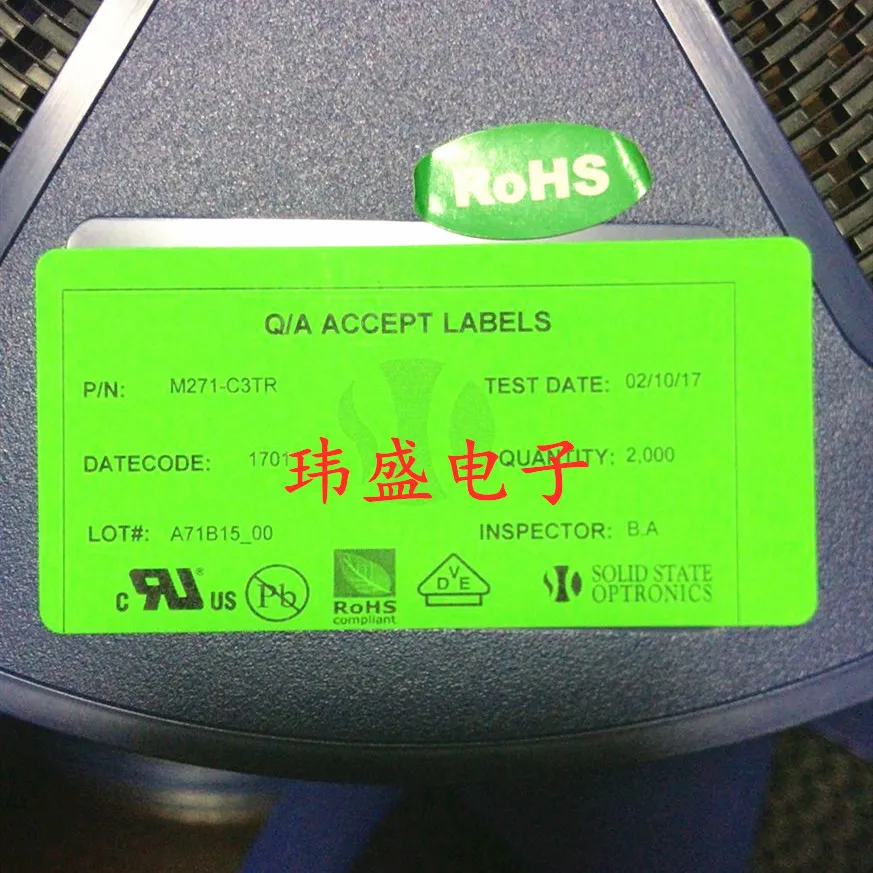 RoHS
Q/A ACCEPT LABELS
P/N: M271-C3TR TEST DATE: 02/10/17
DATECODE: 1701 QUANTITY: 2,000
玮盛电子
LOT#: A71B15_00 INSPECTOR: B.A
C RU® US Pb RoHS compliant DVE SOLID STATE OPTRONICS